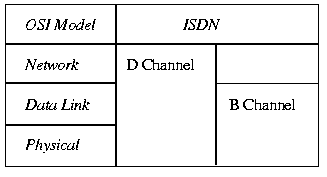 OSI Model ISDN
Network D Channel
Data Link B Channel
Physical